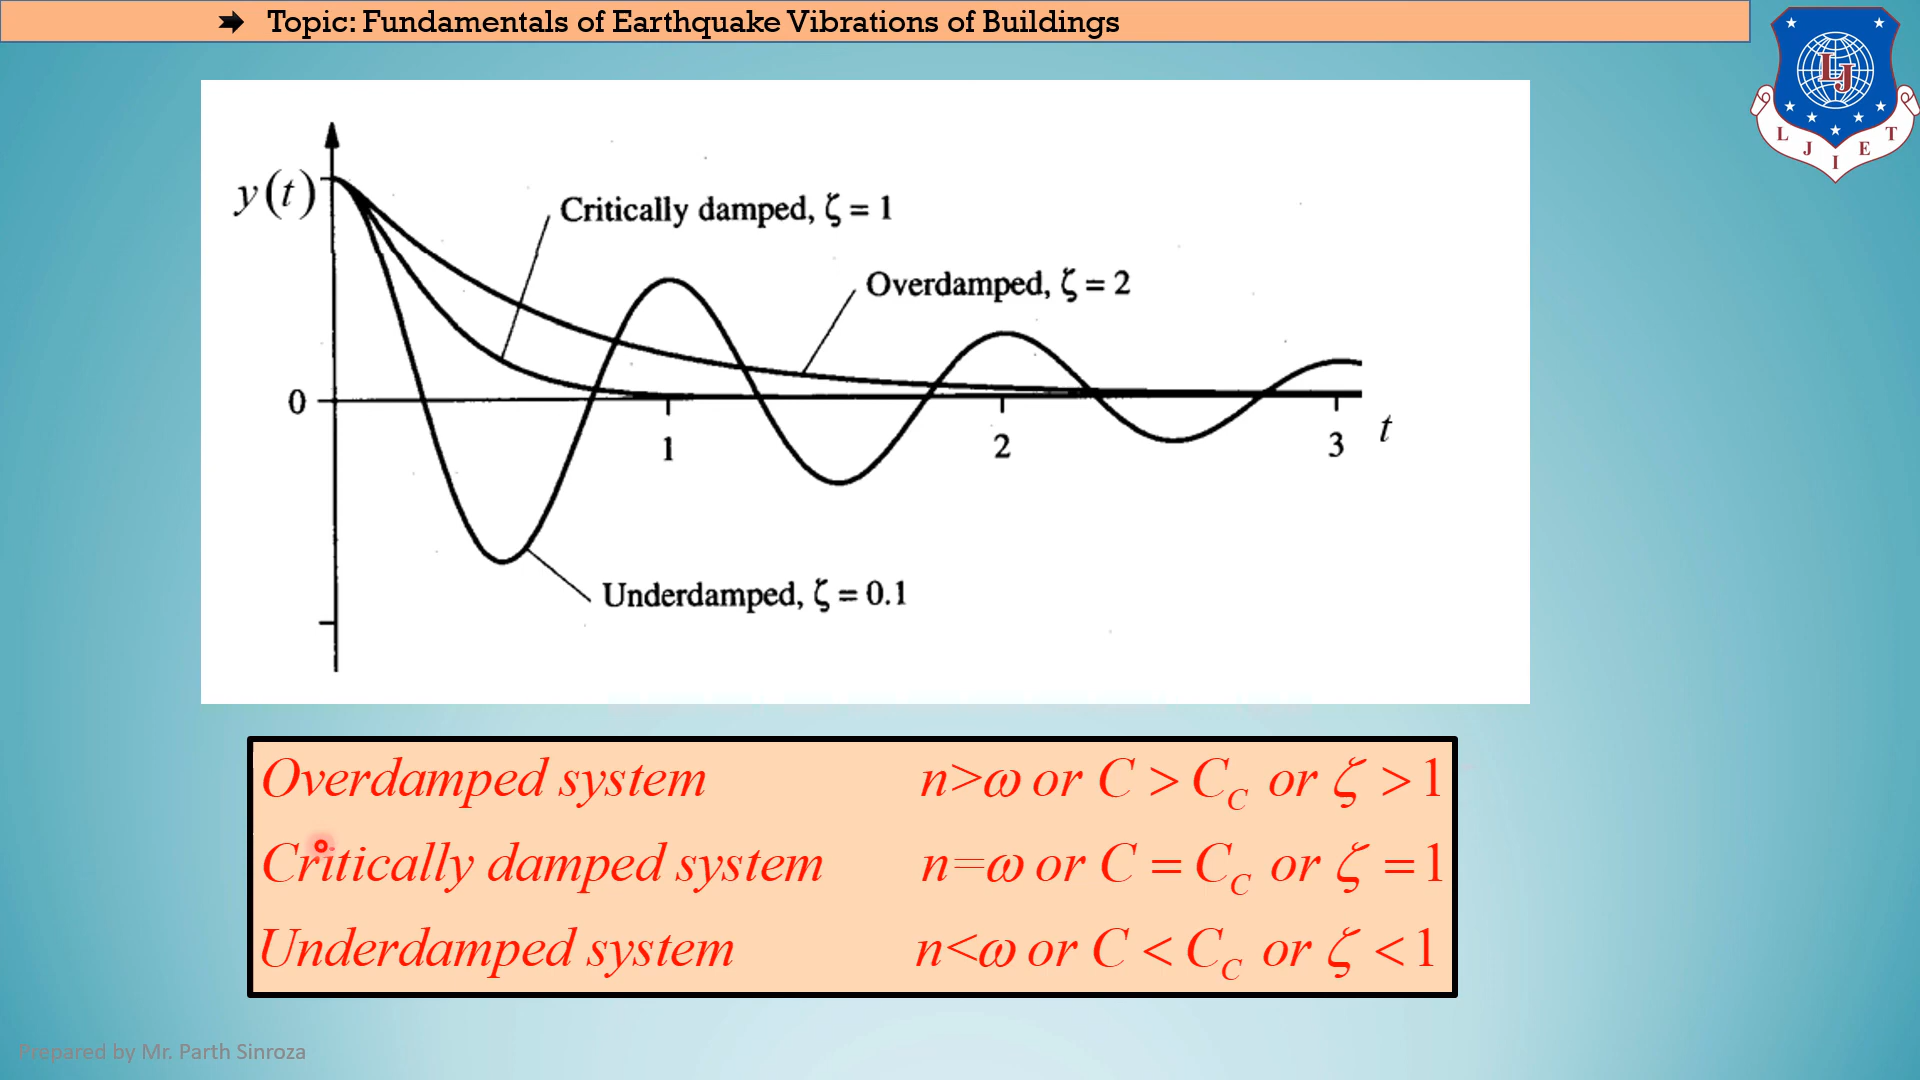 ➡ Topic: Fundamentals of Earthquake Vibrations of Buildings
LJ
L J I E T
y(t)
Critically damped, ζ = 1
Overdamped, ζ = 2
0
1 2 3 t
Underdamped, ζ = 0.1
Overdamped system n>ω or C > C_C or ζ > 1
Critically damped system n=ω or C = C_C or ζ = 1
Underdamped system n<ω or C < C_C or ζ < 1
Prepared by Mr. Parth Sinroza